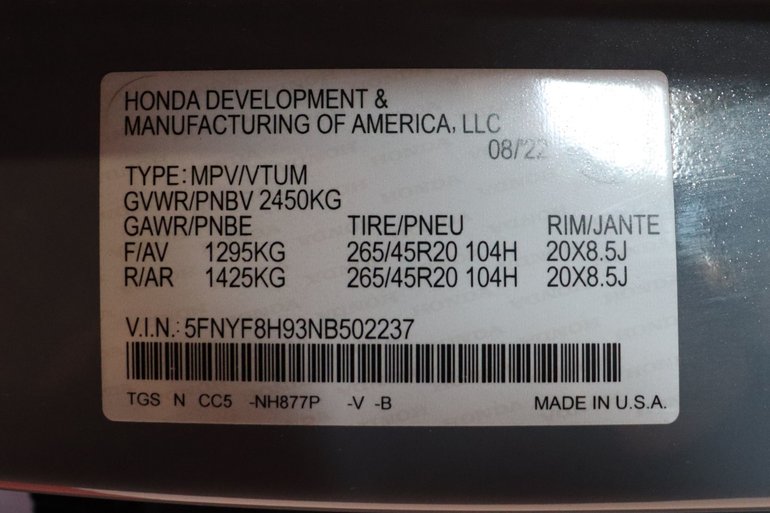 HONDA DEVELOPMENT &
MANUFACTURING OF AMERICA, LLC
08/22
TYPE: MPV/VTUM
GVWR/PNBV 2450KG
GAWR/PNBE TIRE/PNEU RIM/JANTE
F/AV 1295KG 265/45R20 104H 20X8.5J
R/AR 1425KG 265/45R20 104H 20X8.5J
V.I.N.: 5FNYF8H93NB502237
TGS N CC5 -NH877P -V -B MADE IN U.S.A.